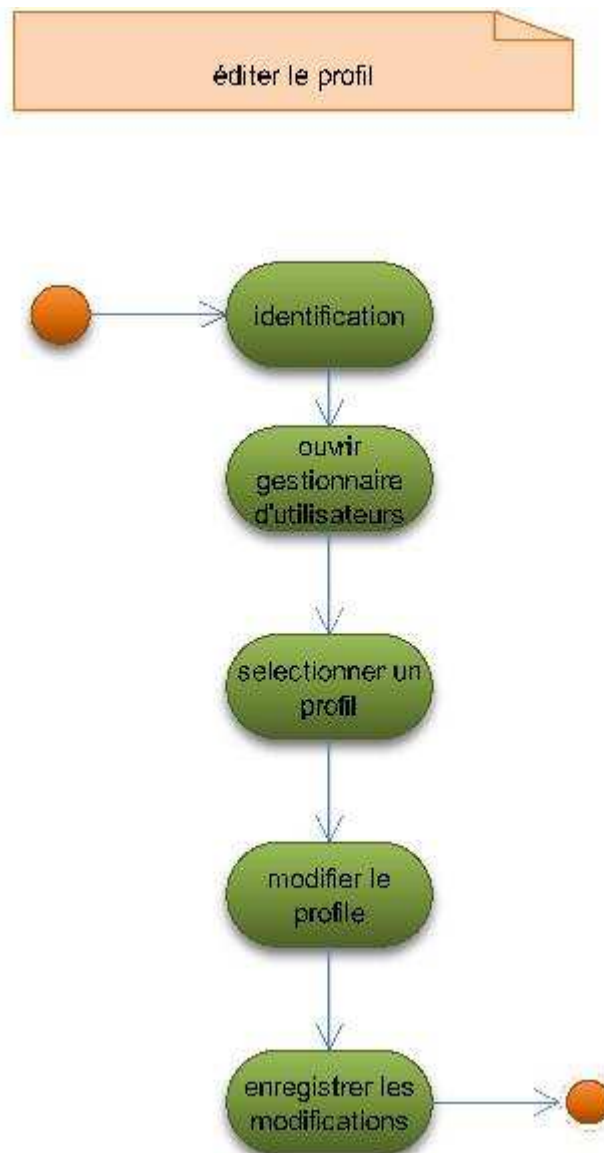 éditer le profil
identification
ouvrir
gestionnaire
d'utilisateurs
selectionner un
profil
modifier le
profile
enregistrer les
modifications